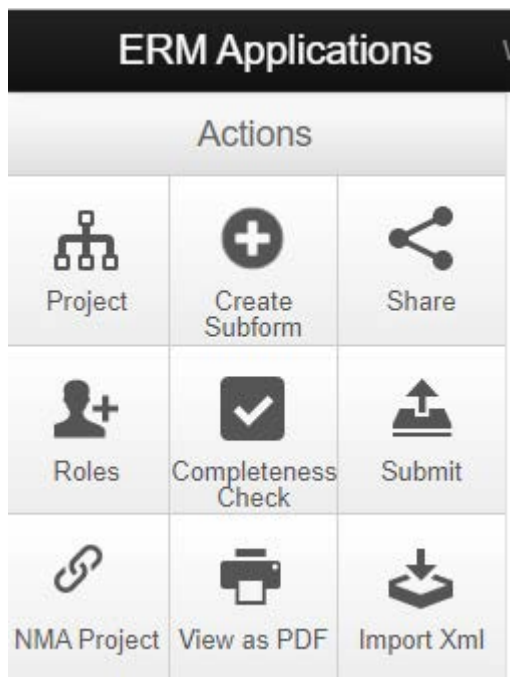 ERM Applications
Actions
Project
Create
Subform
Share
Roles
Completeness
Check
Submit
NMA Project
View as PDF
Import Xml